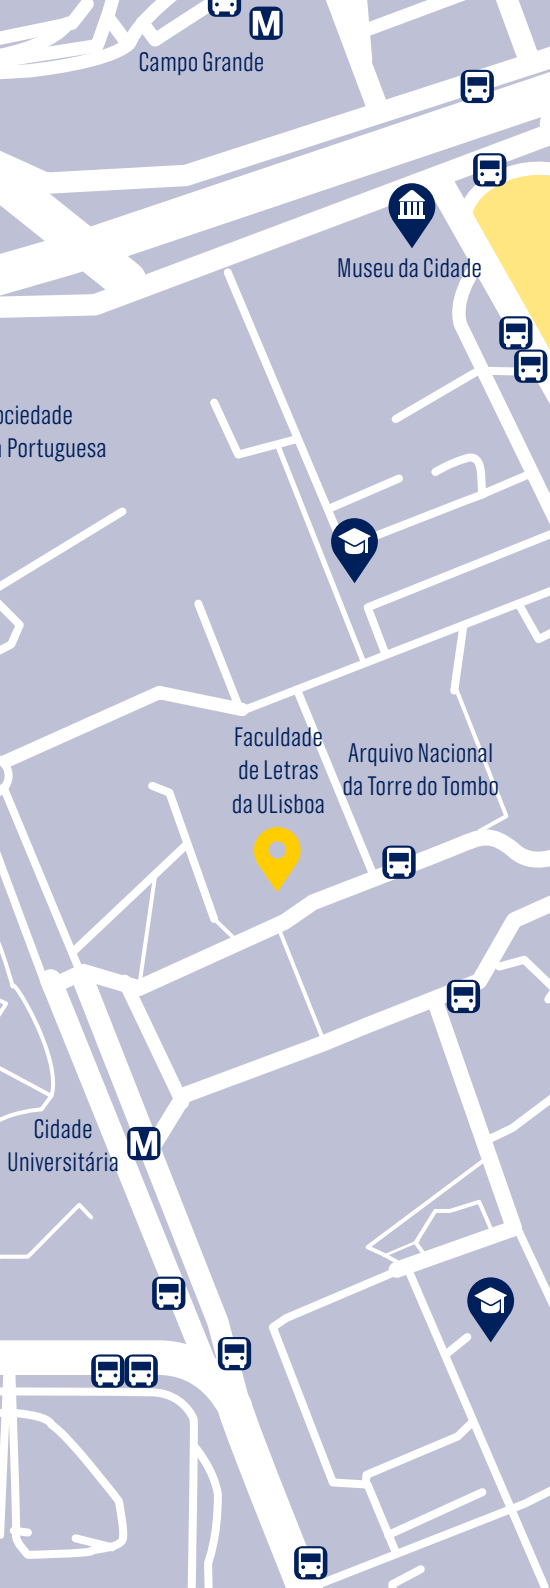 M
Campo Grande
Museu da Cidade
ociedade
Portuguesa
Faculdade
de Letras
da ULisboa
Arquivo Nacional
da Torre do Tombo
Cidade
Universitária
M